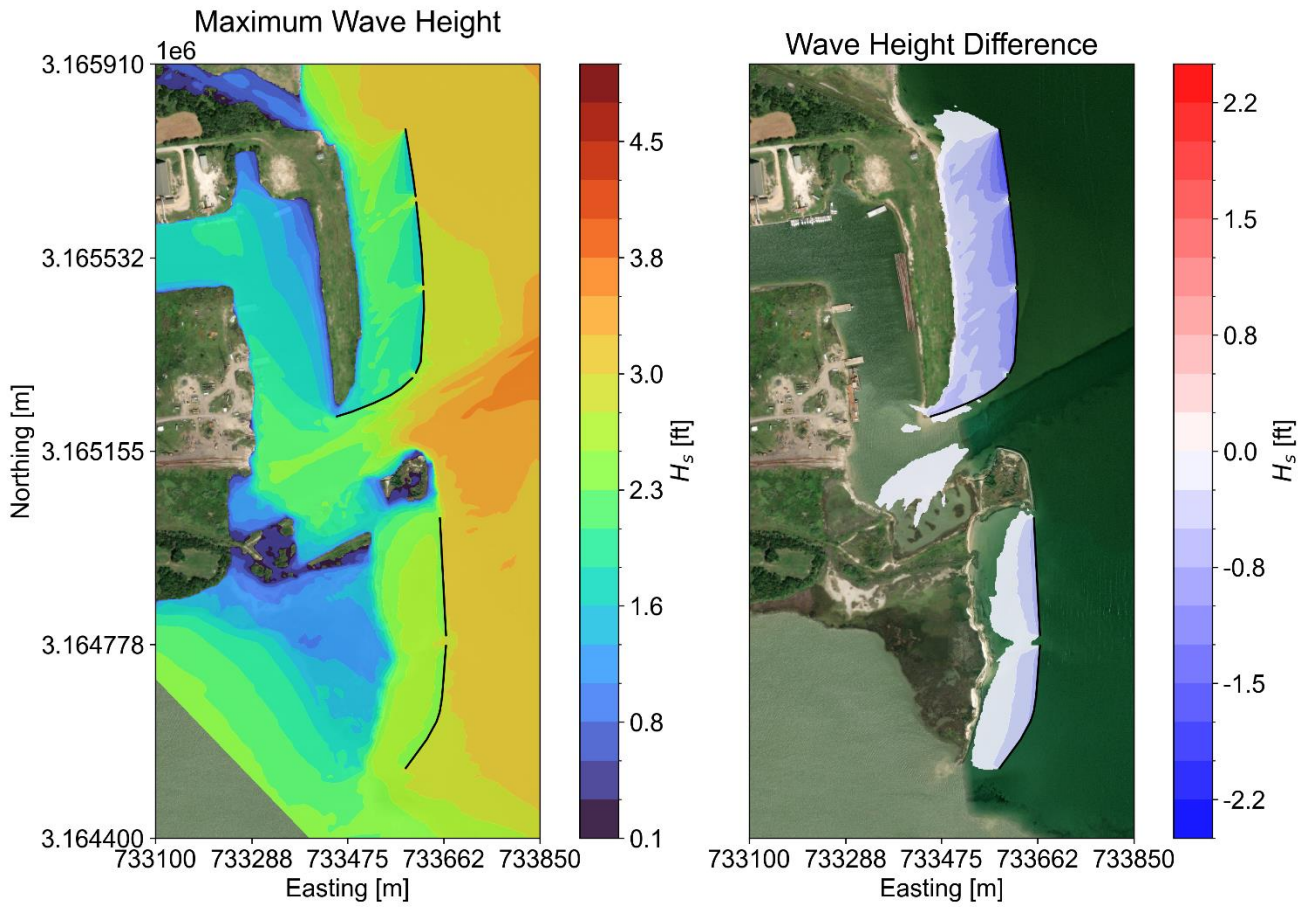 Maximum Wave Height
1e6
3.165910
3.165532
3.165155
3.164778
3.164400
Northing [m]
733100 733288 733475 733662 733850
Easting [m]
4.5
3.8
3.0
2.3
1.6
0.8
0.1
Hs [ft]
Wave Height Difference
733100 733288 733475 733662 733850
Easting [m]
2.2
1.5
0.8
0.0
-0.8
-1.5
-2.2
Hs [ft]